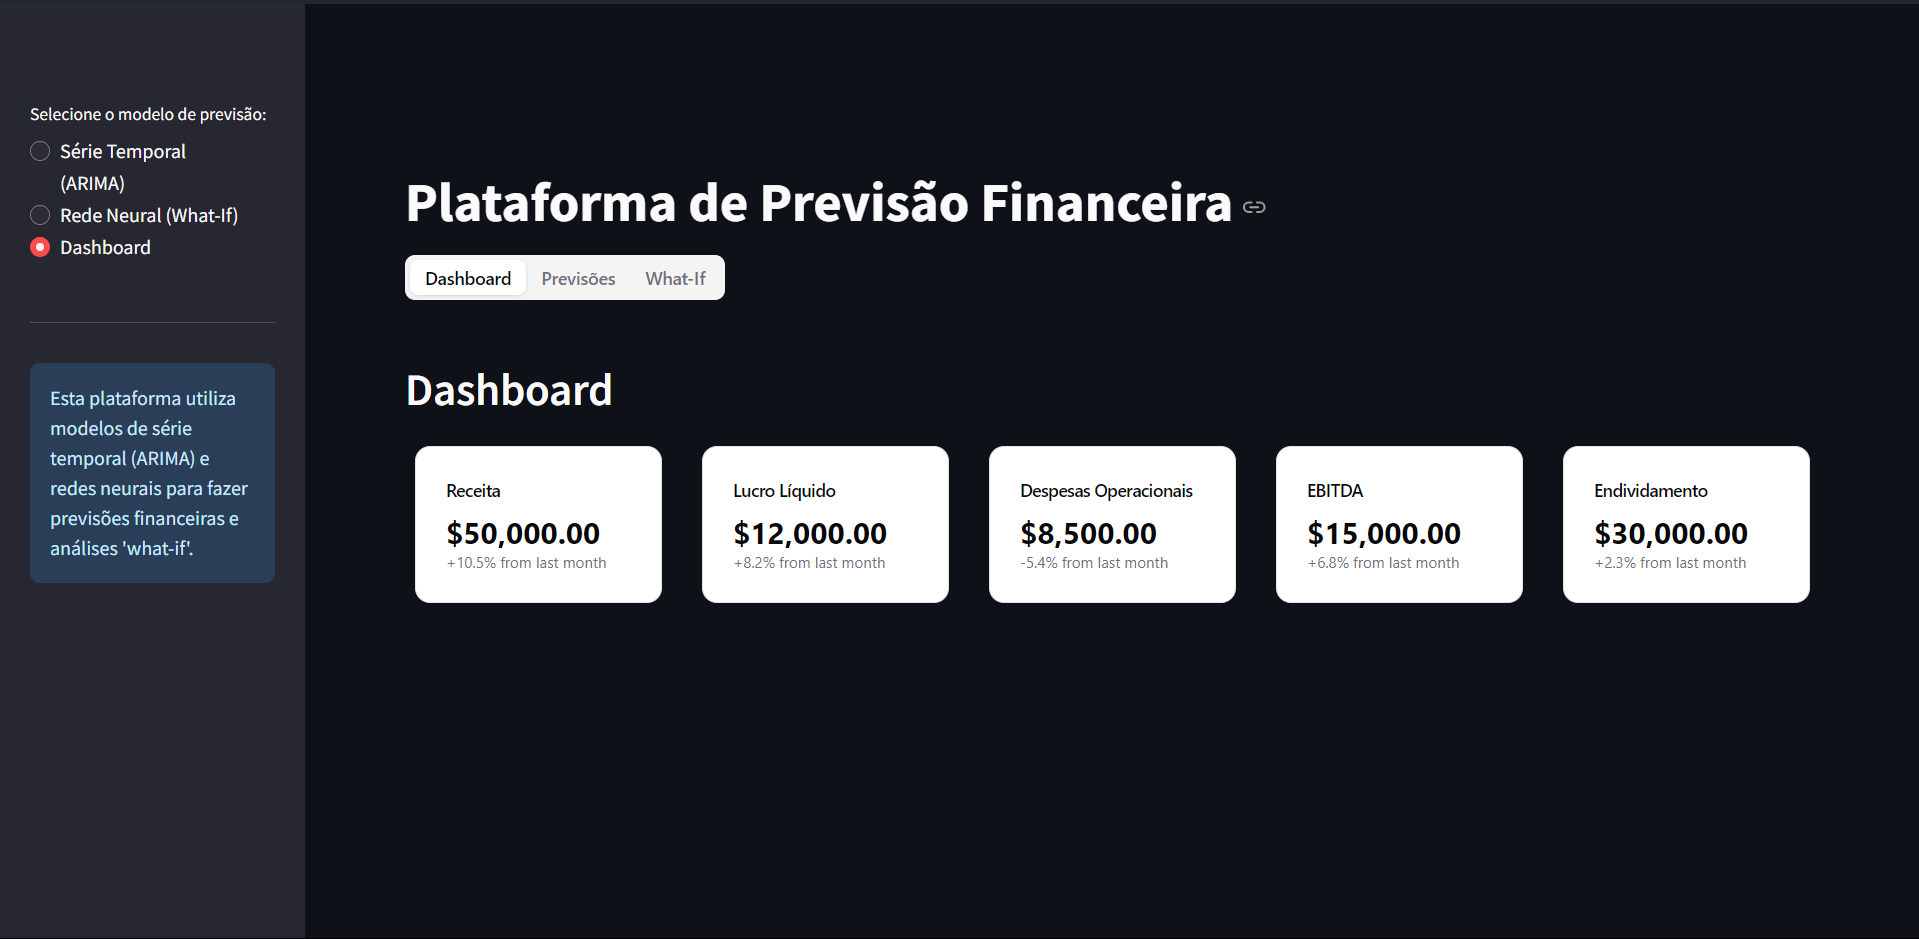 Selecione o modelo de previsão:
Série Temporal
(ARIMA)
Rede Neural (What-If)
Dashboard
Esta plataforma utiliza
modelos de série
temporal (ARIMA) e
redes neurais para fazer
previsões financeiras e
análises 'what-if'.
Plataforma de Previsão Financeira
Dashboard Previsões What-If
Dashboard
Receita
$50,000.00
+10.5% from last month
Lucro Líquido
$12,000.00
+8.2% from last month
Despesas Operacionais
$8,500.00
-5.4% from last month
EBITDA
$15,000.00
+6.8% from last month
Endividamento
$30,000.00
+2.3% from last month